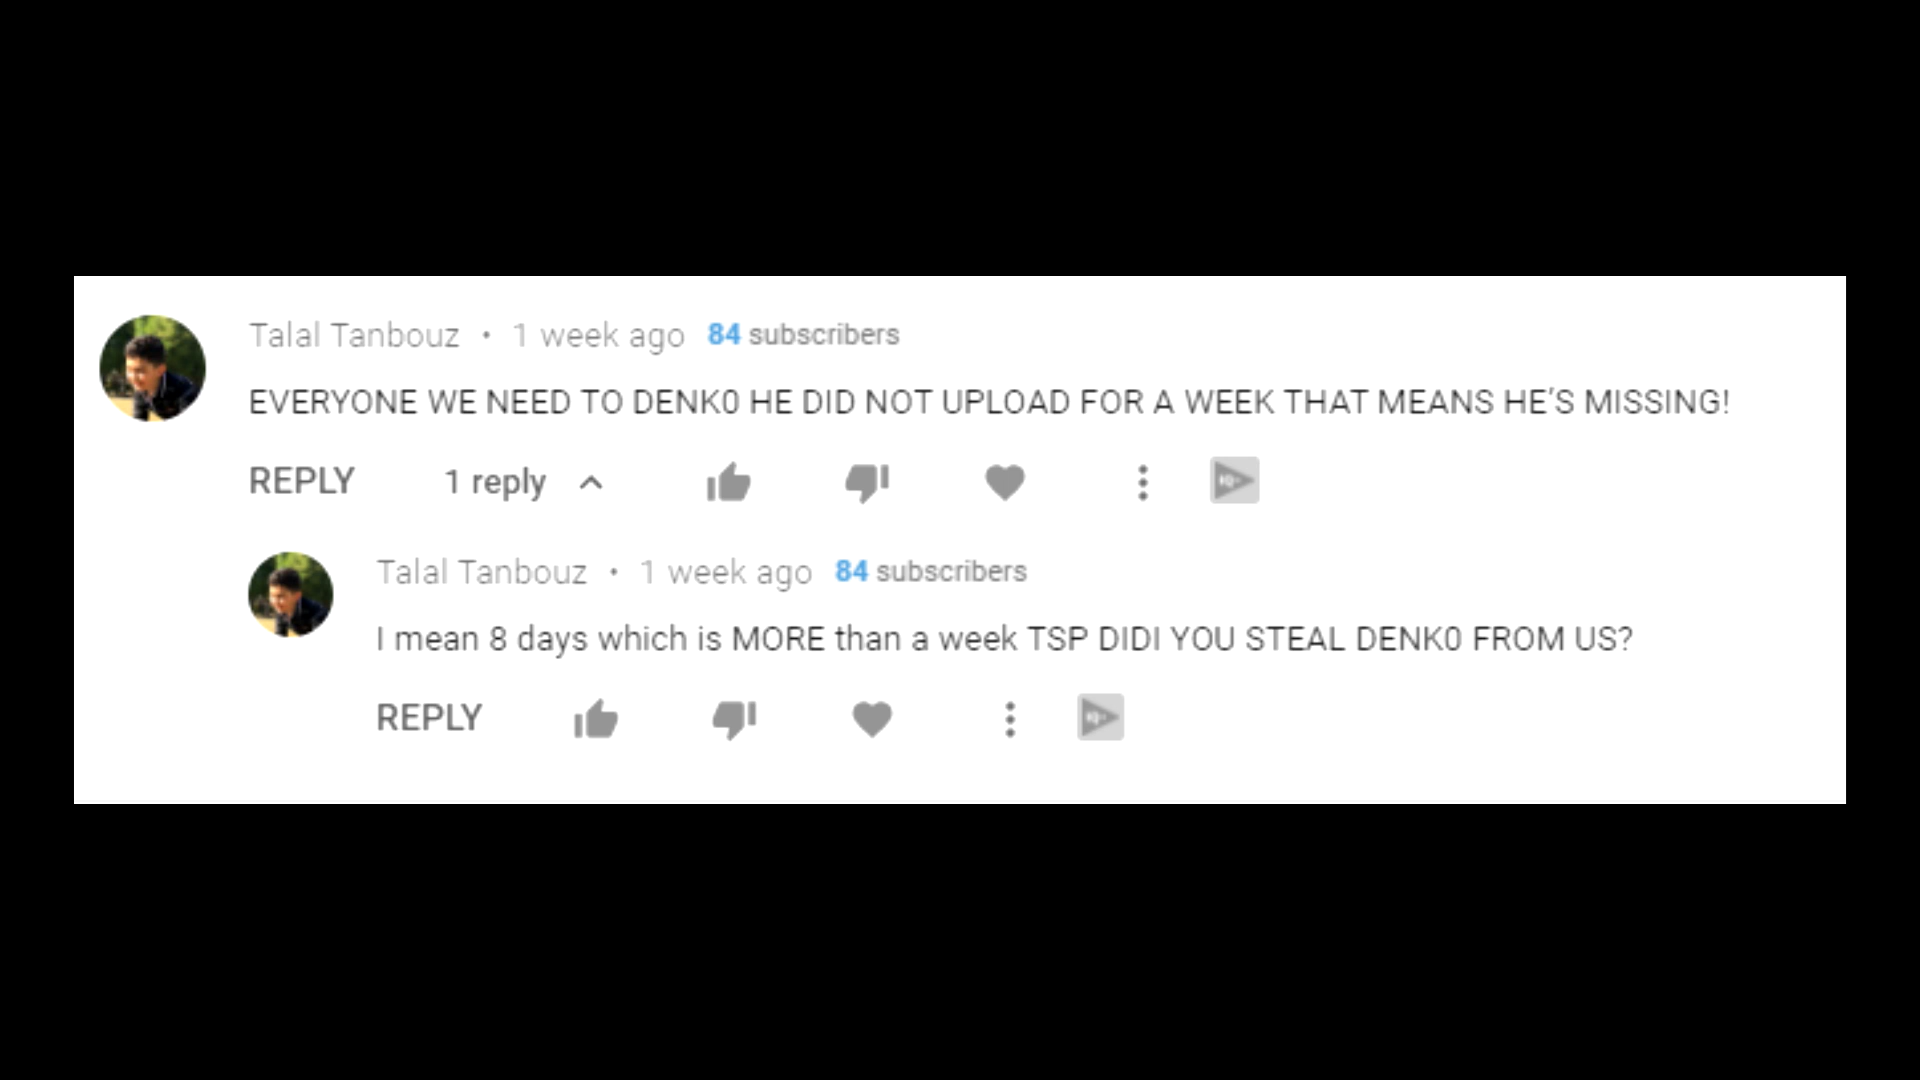 Talal Tanbouz • 1 week ago 84 subscribers
EVERYONE WE NEED TO DENK0 HE DID NOT UPLOAD FOR A WEEK THAT MEANS HE'S MISSING!
REPLY 1 reply
Talal Tanbouz • 1 week ago 84 subscribers
I mean 8 days which is MORE than a week TSP DIDI YOU STEAL DENK0 FROM US?
REPLY